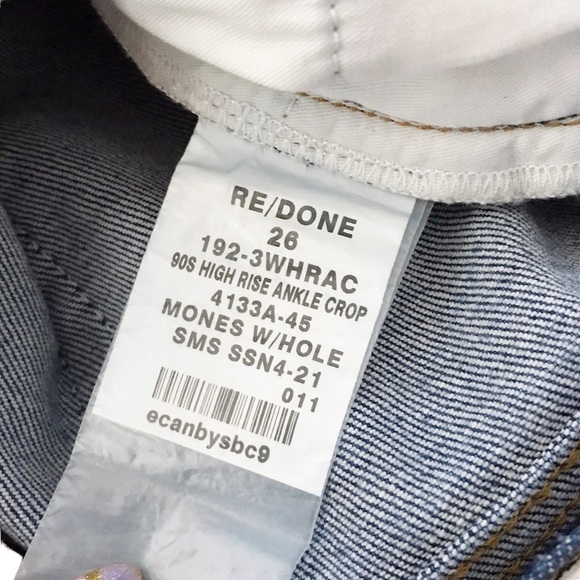 RE/DONE
26
192-3WHRAC
90S HIGH RISE ANKLE CROP
4133A-45
MONES W/HOLE
SMS SSN4-21
011
ecanbysbc9